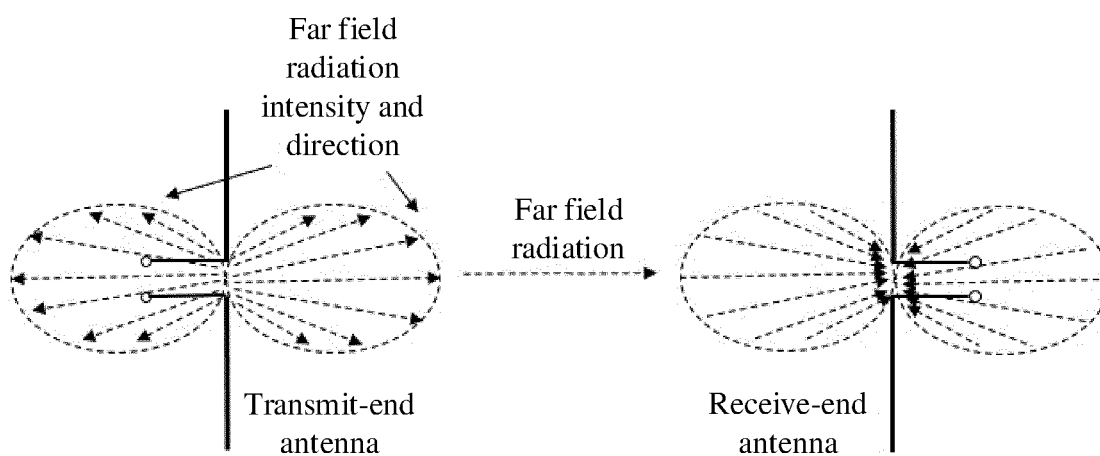 Far field
radiation
intensity and
direction
Far field
radiation
Transmit-end
antenna
Receive-end
antenna